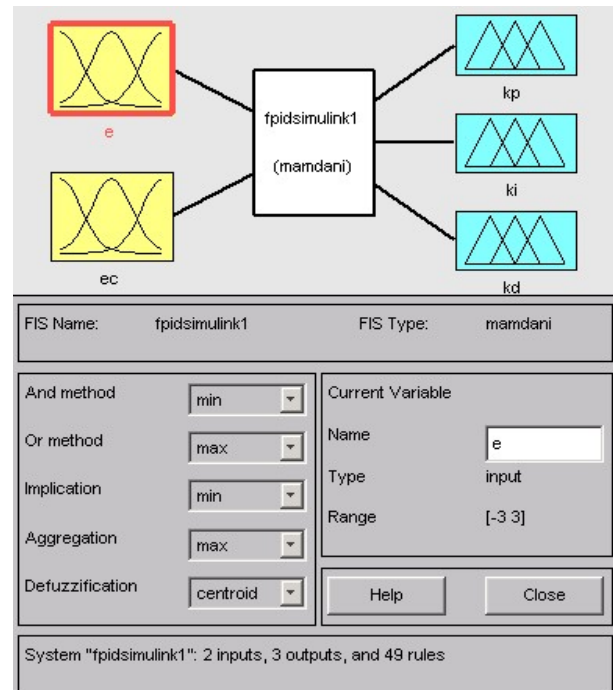 e
ec
fpidsimulink1
(mamdani)
kp
ki
kd
FIS Name: fpidsimulink1 FIS Type: mamdani
And method min
Or method max
Implication min
Aggregation max
Defuzzification centroid
Current Variable
Name e
Type input
Range [-3 3]
Help Close
System "fpidsimulink1": 2 inputs, 3 outputs, and 49 rules